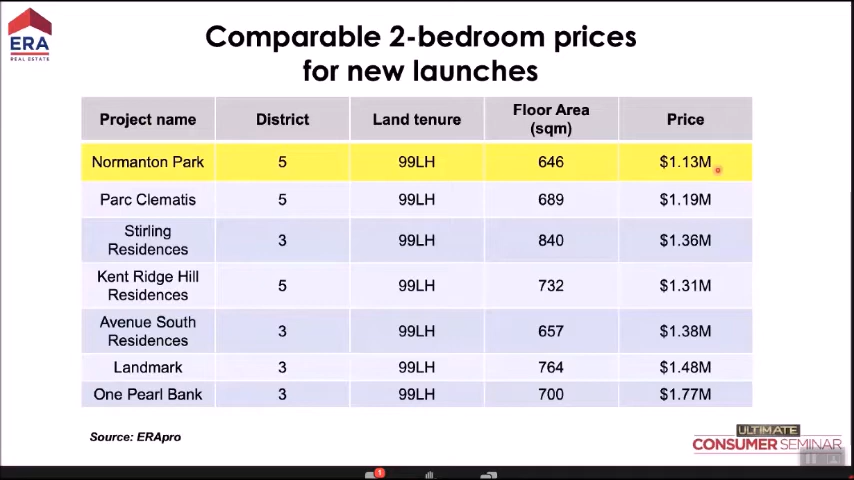 ERA
REAL ESTATE
Comparable 2-bedroom prices
for new launches
Project name District Land tenure Floor Area (sqm) Price
Normanton Park 5 99LH 646 $1.13M
Parc Clematis 5 99LH 689 $1.19M
Stirling Residences 3 99LH 840 $1.36M
Kent Ridge Hill Residences 5 99LH 732 $1.31M
Avenue South Residences 3 99LH 657 $1.38M
Landmark 3 99LH 764 $1.48M
One Pearl Bank 3 99LH 700 $1.77M
Source: ERApro
ULTIMATE
CONSUMER SEMINAR
1